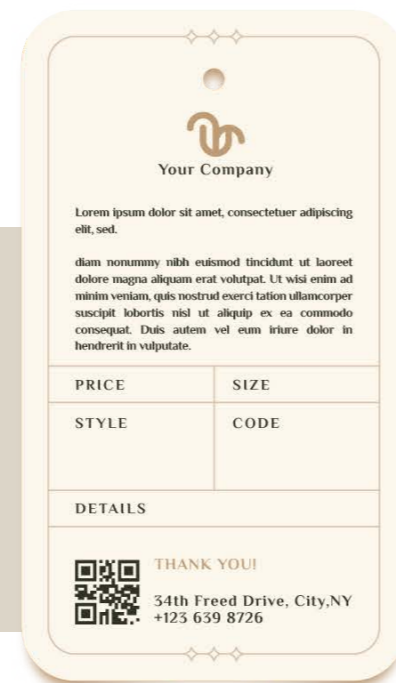 Your Company
Lorem ipsum dolor sit amet, consectetuer adipiscing
elit, sed.
diam nonummy nibh euismod tincidunt ut laoreet
dolore magna aliquam erat volutpat. Ut wisi enim ad
minim veniam, quis nostrud exerci tation ullamcorper
suscipit lobortis nisl ut aliquip ex ea commodo
consequat. Duis autem vel eum iriure dolor in
hendrerit in vulputate.
PRICE SIZE
STYLE CODE
DETAILS
THANK YOU!
34th Freed Drive, City,NY
+123 639 8726